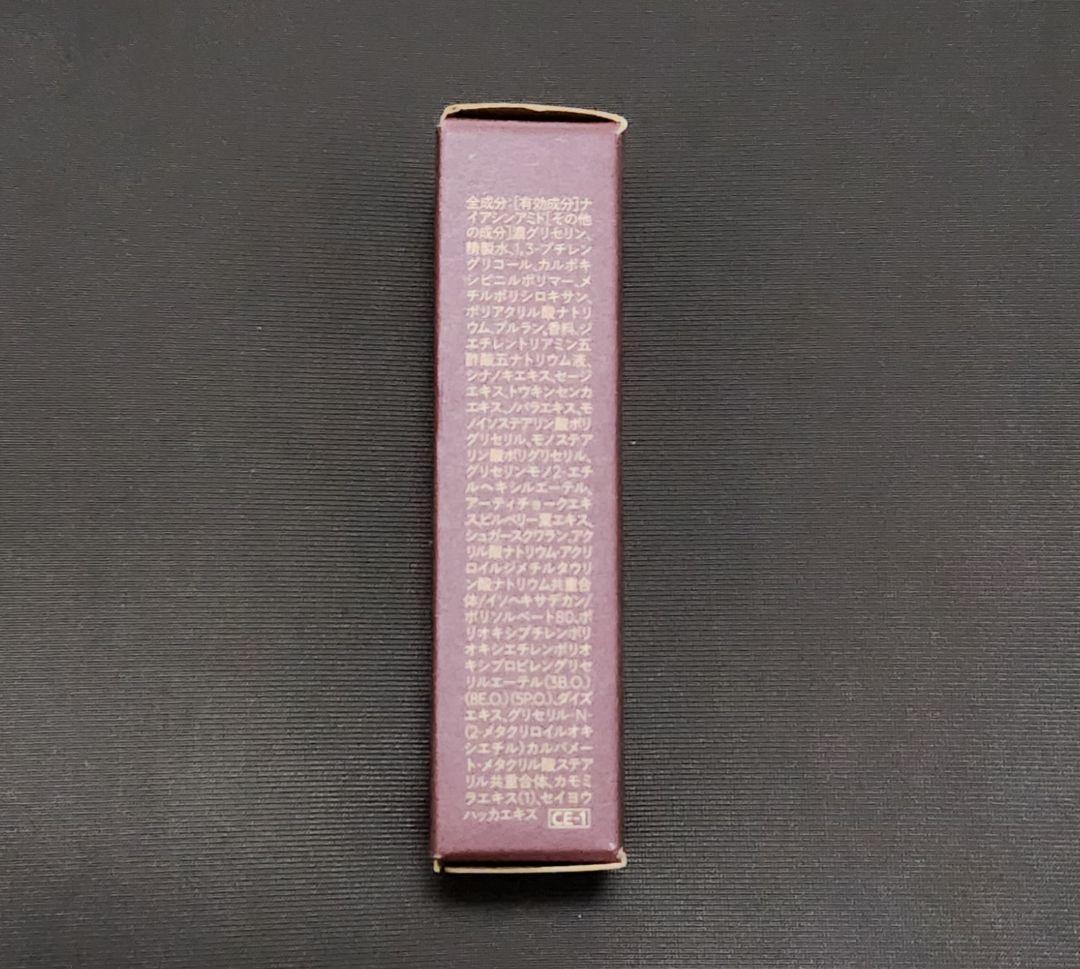 全成分：[有効成分]ナ
イアシンアミド[その他
の成分]濃グリセリン、
精製水、1,3-ブチレン
グリコール、カルボキ
シビニルポリマー、メ
チルポリシロキサン、
ポリアクリル酸ナトリ
ウム、プルラン、香料、ジ
エチレントリアミン五
酢酸五ナトリウム液、
シナノキエキス、セージ
エキス、トウキンセンカ
エキス、ノバラエキス、モ
ノイソステアリン酸ポリ
グリセリル、モノステア
リン酸ポリグリセリル、
グリセリンモノ2-エチ
ルヘキシルエーテル、
アーティチョークエキ
ス、ビルベリー葉エキス、
シュガースクワラン、アク
リル酸ナトリウム・アクリ
ロイルジメチルタウリ
ン酸ナトリウム共重合
体/イソヘキサデカン/
ポリソルベート80、ポ
リオキシブチレンポリ
オキシエチレンポリオ
キシプロピレングリセ
リルエーテル(3B.O.)
(8E.O.)(5P.O.)、ダイズ
エキス、グリセリル-N-
(2-メタクリロイルオキ
シエチル)カルバメー
ト・メタクリル酸ステア
リル共重合体、カモミ
ラエキス(1)、セイヨウ
ハッカエキス CE-1